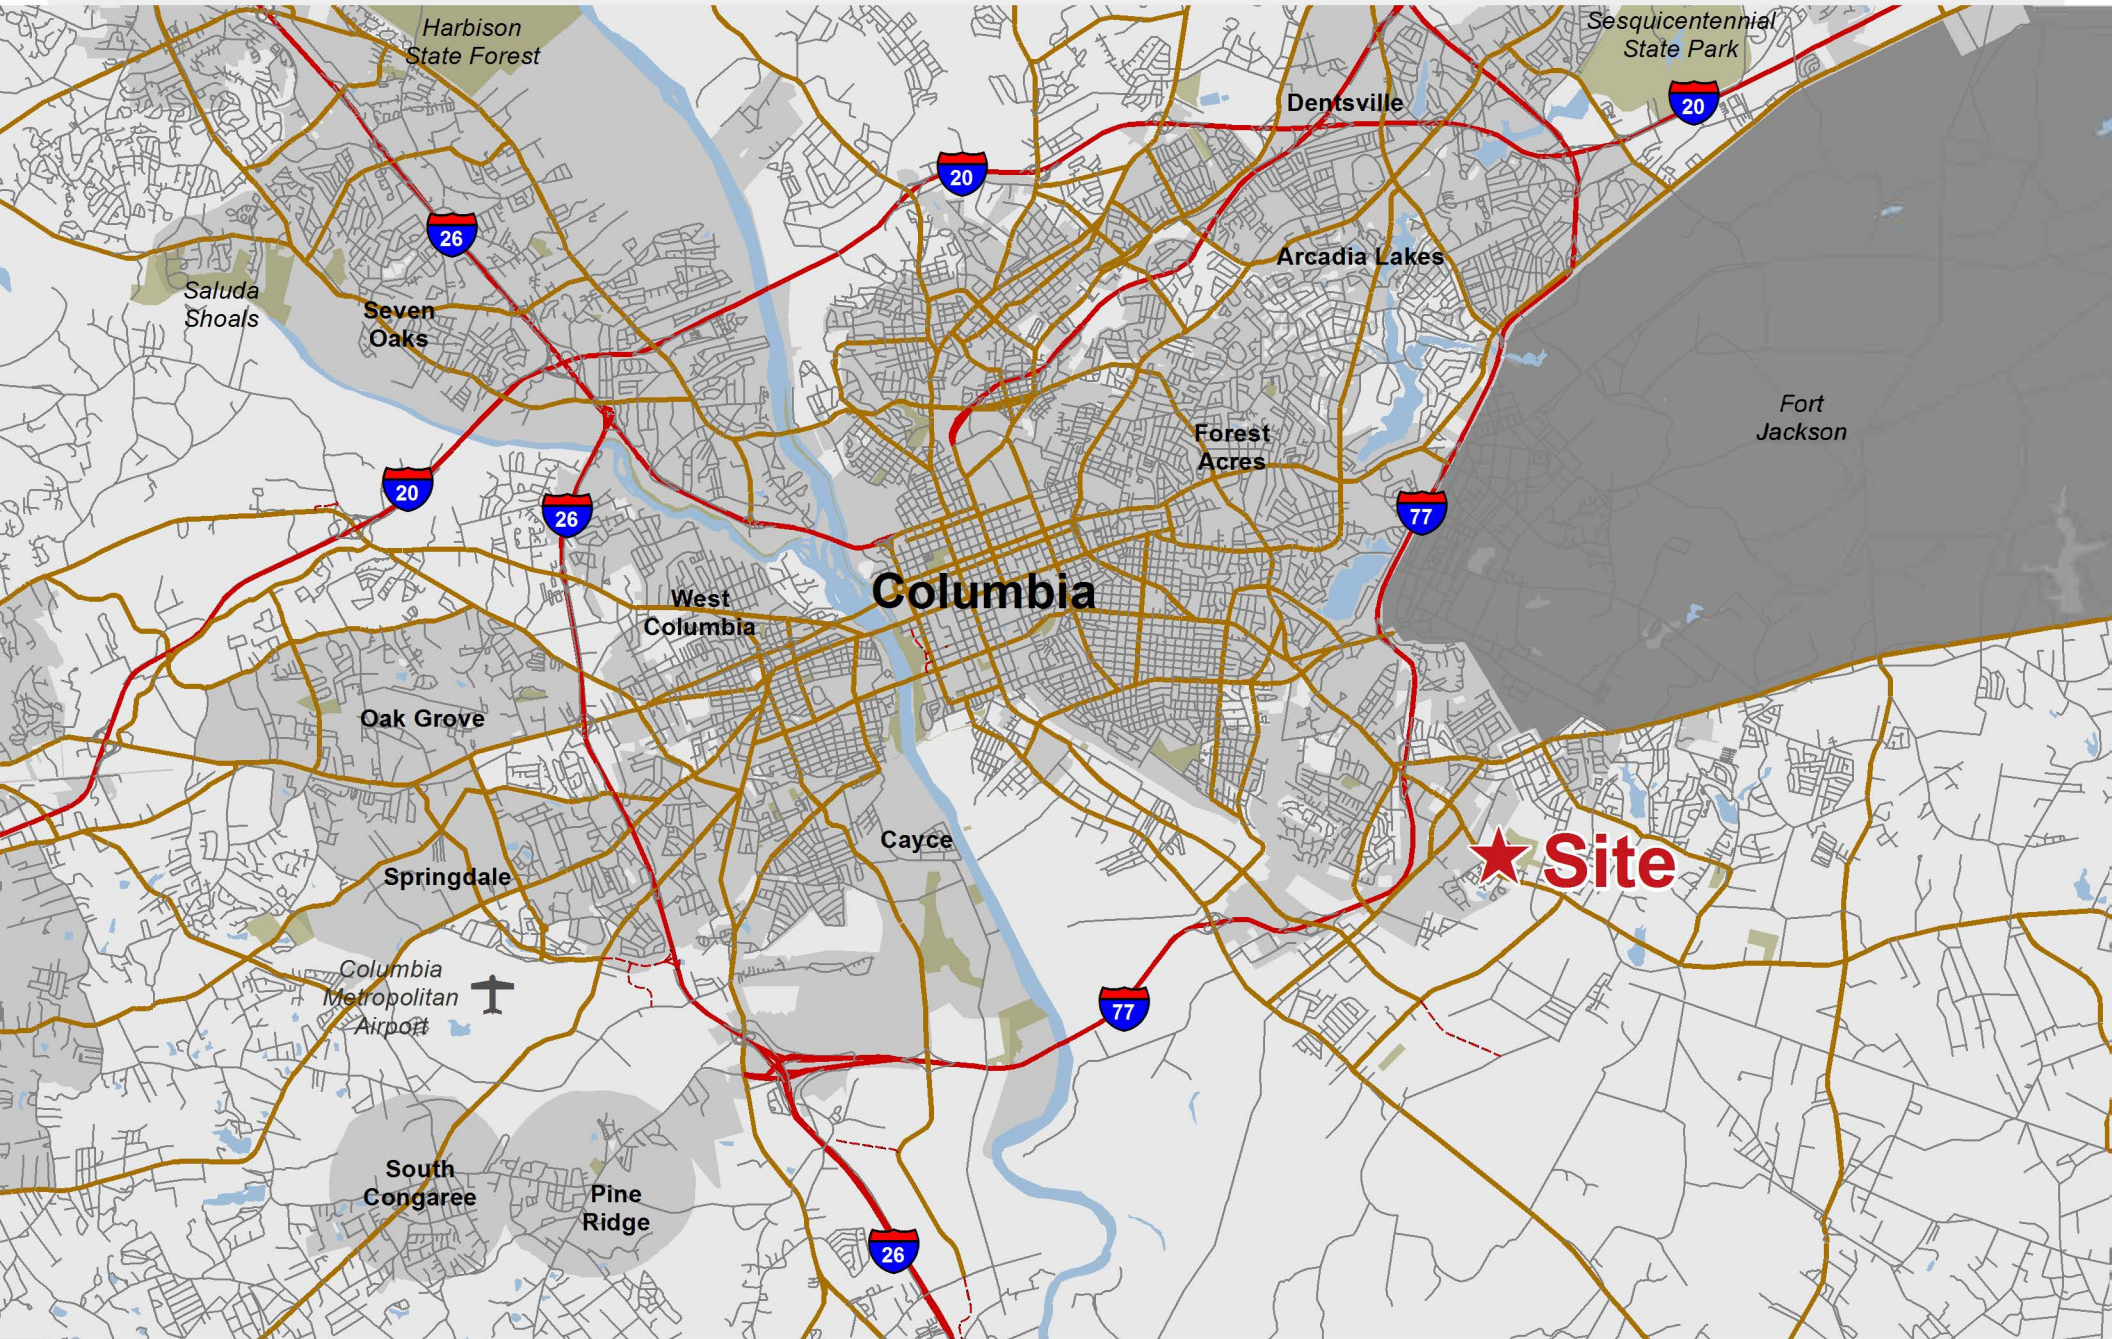 Harbison
State Forest
Sesquicentennial
State Park
20
Dentsville
20
26
Arcadia Lakes
Saluda
Shoals
Seven
Oaks
Fort
Jackson
Forest
Acres
20
26
77
Columbia
West
Columbia
Oak Grove
Cayce
Site
Springdale
Columbia
Metropolitan
Airport
77
South
Congaree
Pine
Ridge
26